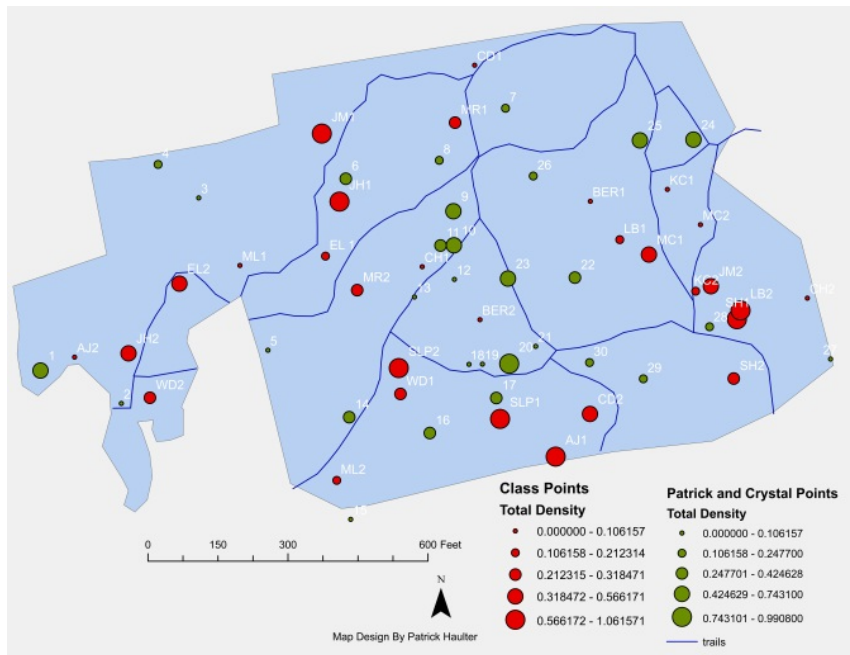 CD1
7
JM1
MR1
25
24
4
8
6
26
3
JH1
KC1
BER1
9
MC2
11 10
LB1
EL 1
MC1
ML1
CH1
EL2
MR2
12
23
22
JM2
KC2
LB2
CH2
13
SH1
BER2
28
JH2
5
21
AJ2
1
SLP2
1819
20
30
27
29
SH2
2
WD2
WD1
17
14
SLP1
CD2
16
AJ1
ML2
15
Class Points
Total Density
0.000000 - 0.106157
0.106158 - 0.212314
0.212315 - 0.318471
0.318472 - 0.566171
0.566172 - 1.061571
Patrick and Crystal Points
Total Density
0.000000 - 0.106157
0.106158 - 0.247700
0.247701 - 0.424628
0.424629 - 0.743100
0.743101 - 0.990800
trails
0 150 300 600 Feet
N
Map Design By Patrick Haulter